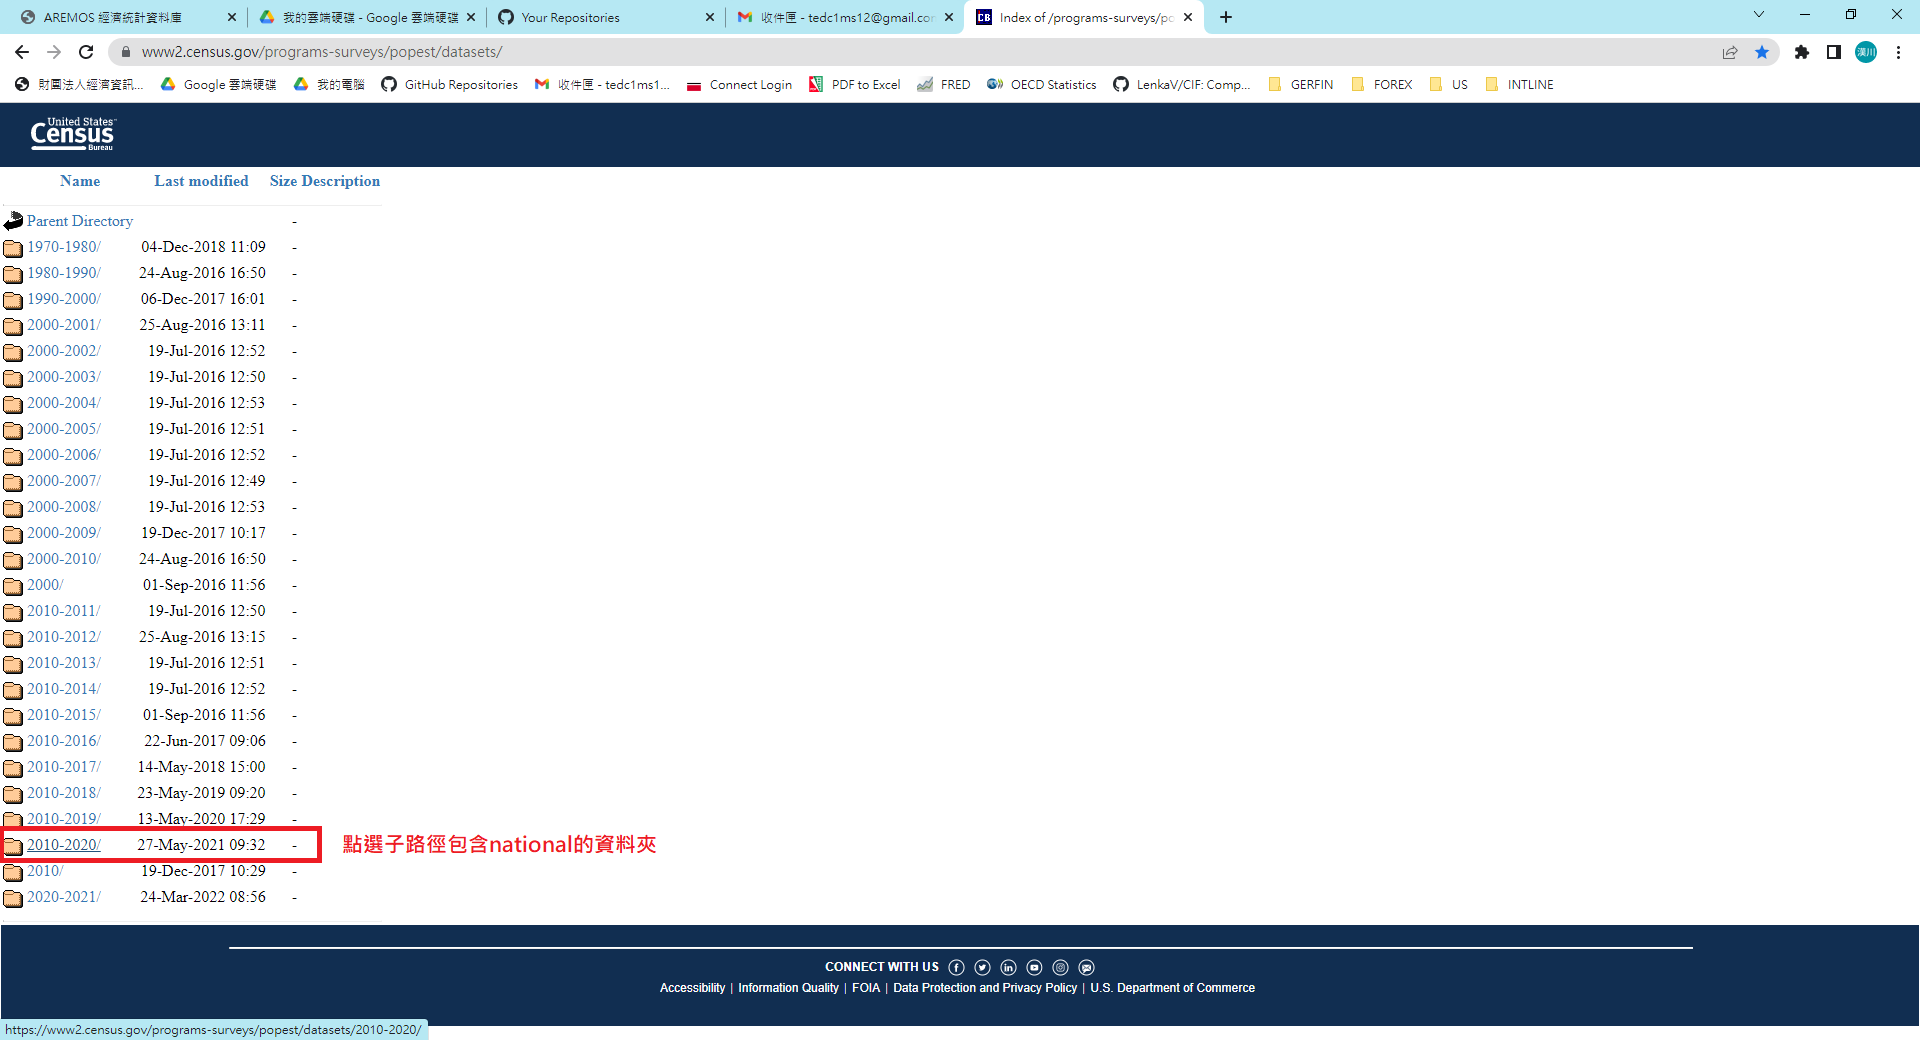 AREMOS 經濟統計資料庫
我的雲端硬碟 - Google 雲端硬碟
Your Repositories
收件匣 - tedc1ms12@gmail.cor
Index of /programs-surveys/po
www2.census.gov/programs-surveys/popest/datasets/
漢川
財團法人經濟資訊...
Google 雲端硬碟
我的電腦
GitHub Repositories
收件匣 - tedc1ms1...
Connect Login
PDF to Excel
FRED
OECD Statistics
LenkaV/CIF: Comp...
GERFIN
FOREX
US
INTLINE
United States™
Census
Bureau
Name Last modified Size Description
Parent Directory -
1970-1980/ 04-Dec-2018 11:09 -
1980-1990/ 24-Aug-2016 16:50 -
1990-2000/ 06-Dec-2017 16:01 -
2000-2001/ 25-Aug-2016 13:11 -
2000-2002/ 19-Jul-2016 12:52 -
2000-2003/ 19-Jul-2016 12:50 -
2000-2004/ 19-Jul-2016 12:53 -
2000-2005/ 19-Jul-2016 12:51 -
2000-2006/ 19-Jul-2016 12:52 -
2000-2007/ 19-Jul-2016 12:49 -
2000-2008/ 19-Jul-2016 12:53 -
2000-2009/ 19-Dec-2017 10:17 -
2000-2010/ 24-Aug-2016 16:50 -
2000/ 01-Sep-2016 11:56 -
2010-2011/ 19-Jul-2016 12:50 -
2010-2012/ 25-Aug-2016 13:15 -
2010-2013/ 19-Jul-2016 12:51 -
2010-2014/ 19-Jul-2016 12:52 -
2010-2015/ 01-Sep-2016 11:56 -
2010-2016/ 22-Jun-2017 09:06 -
2010-2017/ 14-May-2018 15:00 -
2010-2018/ 23-May-2019 09:20 -
2010-2019/ 13-May-2020 17:29 -
2010-2020/ 27-May-2021 09:32 - 點選子路徑包含national的資料夾
2010/ 19-Dec-2017 10:29 -
2020-2021/ 24-Mar-2022 08:56 -
CONNECT WITH US
Accessibility | Information Quality | FOIA | Data Protection and Privacy Policy | U.S. Department of Commerce
https://www2.census.gov/programs-surveys/popest/datasets/2010-2020/